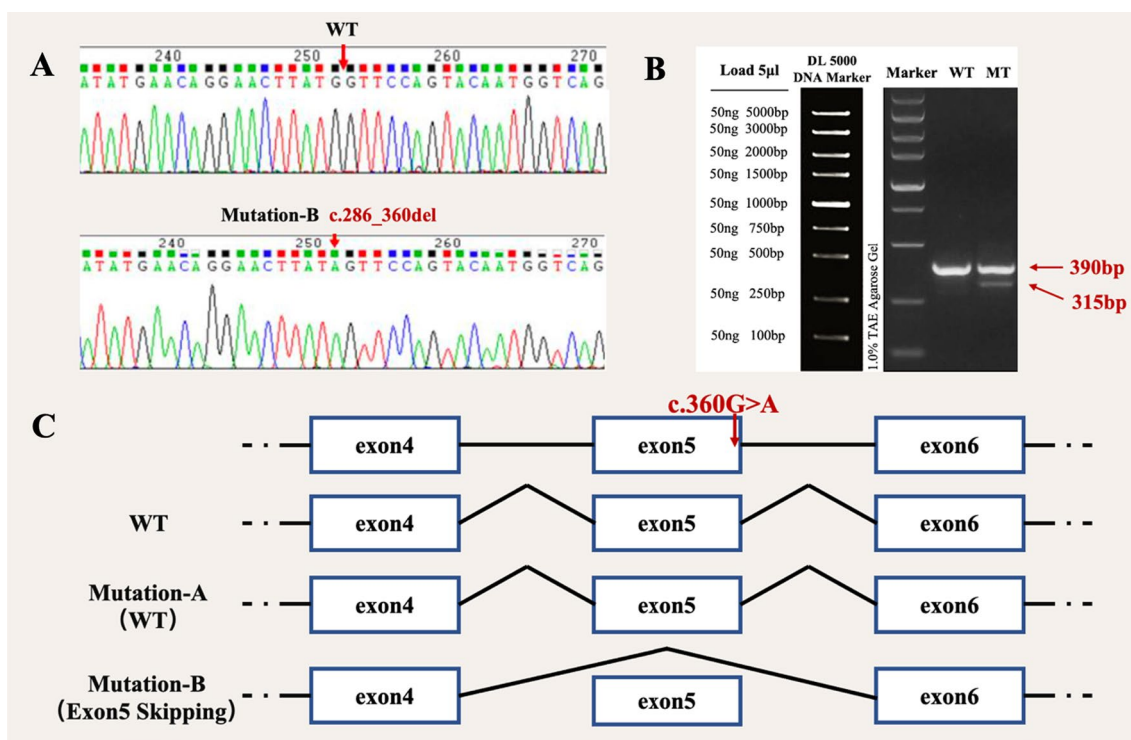 A
WT
240 250 260 270
ATATGAACAGGAACTTATGGTTCCAGTACAATGGTCAG
Mutation-B c.286_360del
240 250 260 270
ATATGAACAGGAACTTATAGTTCCAGTACAATGGTCAG
B
Load 5μl
DL 5000
DNA Marker
Marker WT MT
50ng 5000bp
50ng 3000bp
50ng 2000bp
50ng 1500bp
50ng 1000bp
50ng 750bp
50ng 500bp
50ng 250bp
50ng 100bp
1.0% TAE Agarose Gel
390bp
315bp
C
c.360G>A
exon4 exon5 exon6
WT
exon4 exon5 exon6
Mutation-A
(WT)
exon4 exon5 exon6
Mutation-B
(Exon5 Skipping)
exon4 exon5 exon6